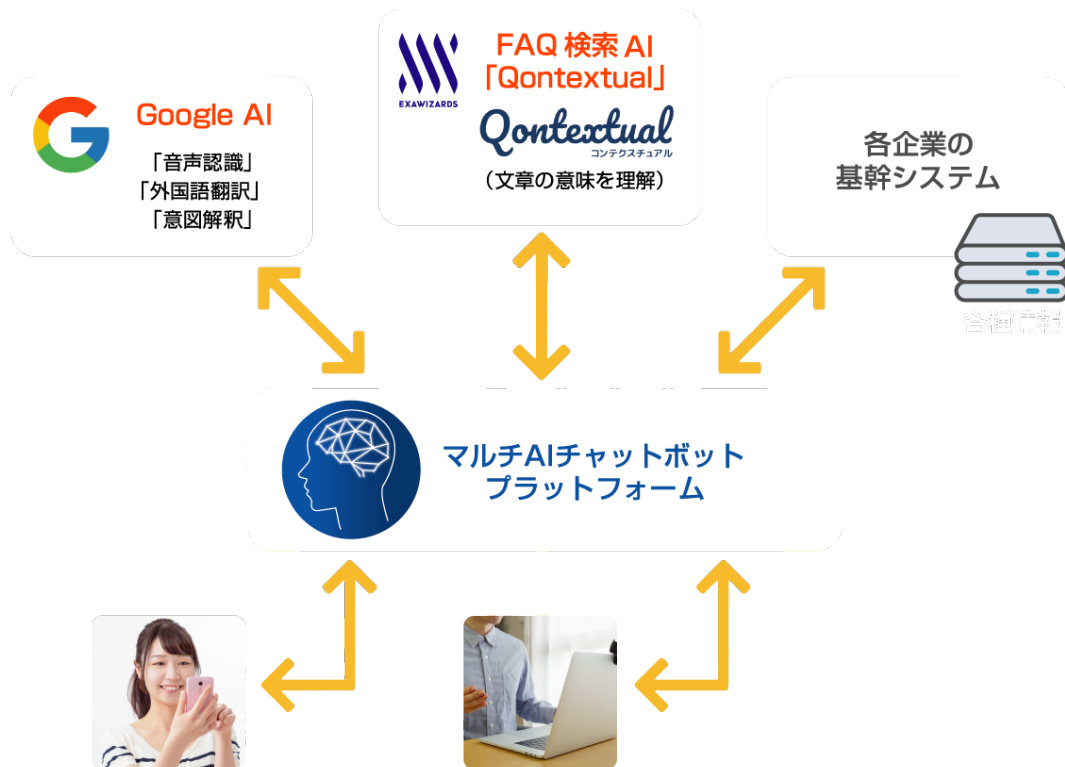 Google AI
「音声認識」
「外国語翻訳」
「意図解釈」
EXAWIZARDS
FAQ 検索 AI
「Qontextual」
Qontextual
コンテクスチュアル
（文章の意味を理解）
各企業の
基幹システム
各種情報
マルチAIチャットボット
プラットフォーム